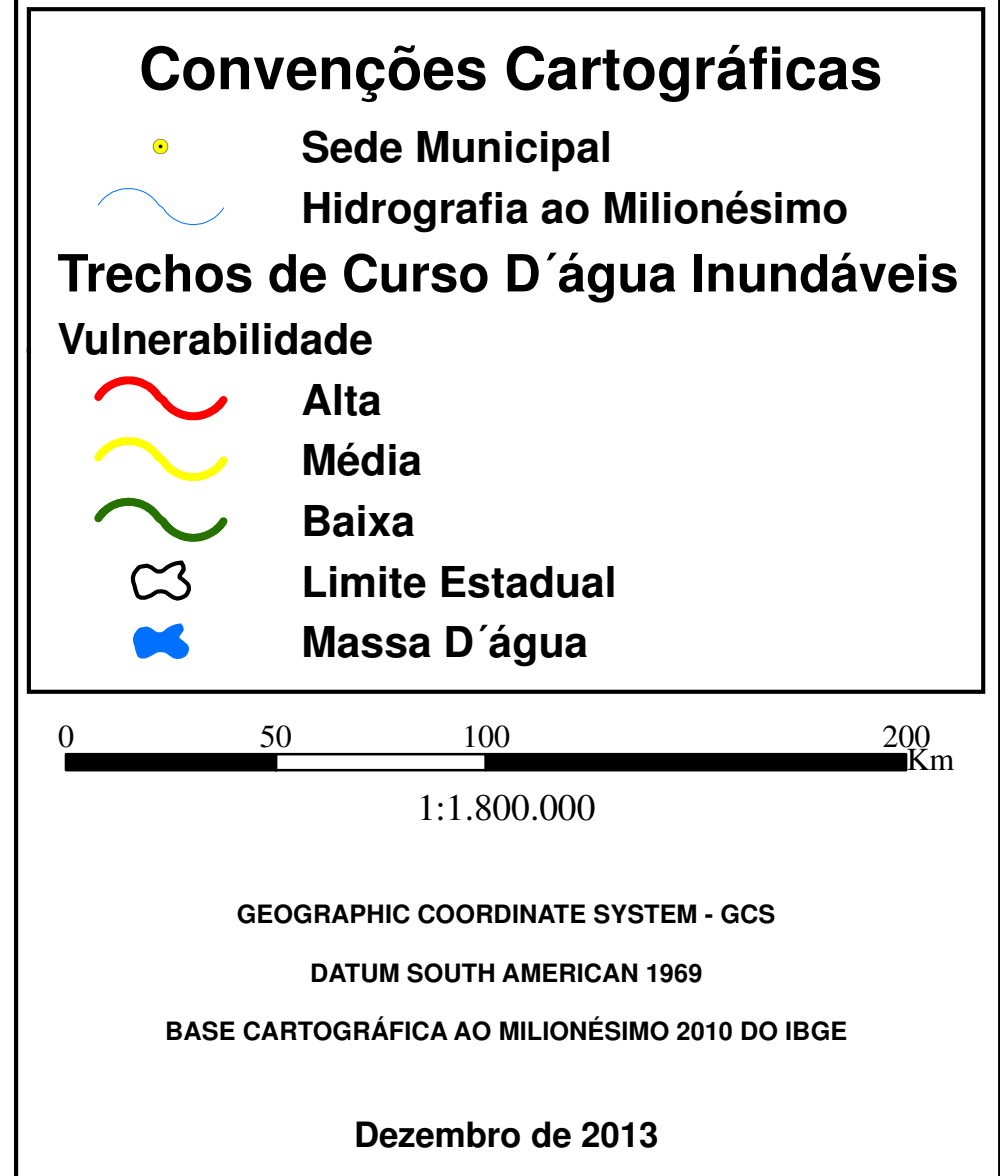 Convenções Cartográficas
Sede Municipal
Hidrografia ao Milionésimo
Trechos de Curso D´água Inundáveis
Vulnerabilidade
Alta
Média
Baixa
Limite Estadual
Massa D´água
0 50 100 200
Km
1:1.800.000
GEOGRAPHIC COORDINATE SYSTEM - GCS
DATUM SOUTH AMERICAN 1969
BASE CARTOGRÁFICA AO MILIONÉSIMO 2010 DO IBGE
Dezembro de 2013